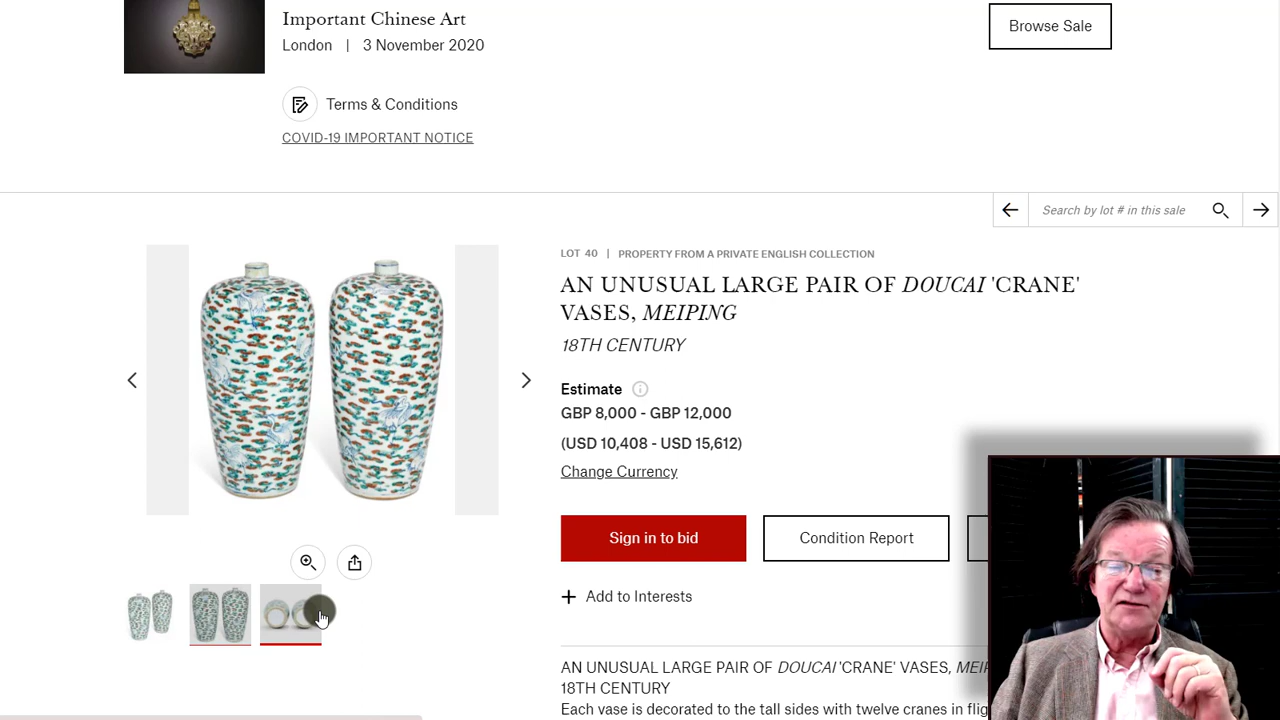 Important Chinese Art
London | 3 November 2020
Browse Sale
Terms & Conditions
COVID-19 IMPORTANT NOTICE
Search by lot # in this sale
LOT 40 | PROPERTY FROM A PRIVATE ENGLISH COLLECTION
AN UNUSUAL LARGE PAIR OF DOUCAI 'CRANE'
VASES, MEIPING
18TH CENTURY
Estimate
GBP 8,000 - GBP 12,000
(USD 10,408 - USD 15,612)
Change Currency
Sign in to bid
Condition Report
+ Add to Interests
AN UNUSUAL LARGE PAIR OF DOUCAI 'CRANE' VASES,
18TH CENTURY
Each vase is decorated to the tall sides with twelve cranes in